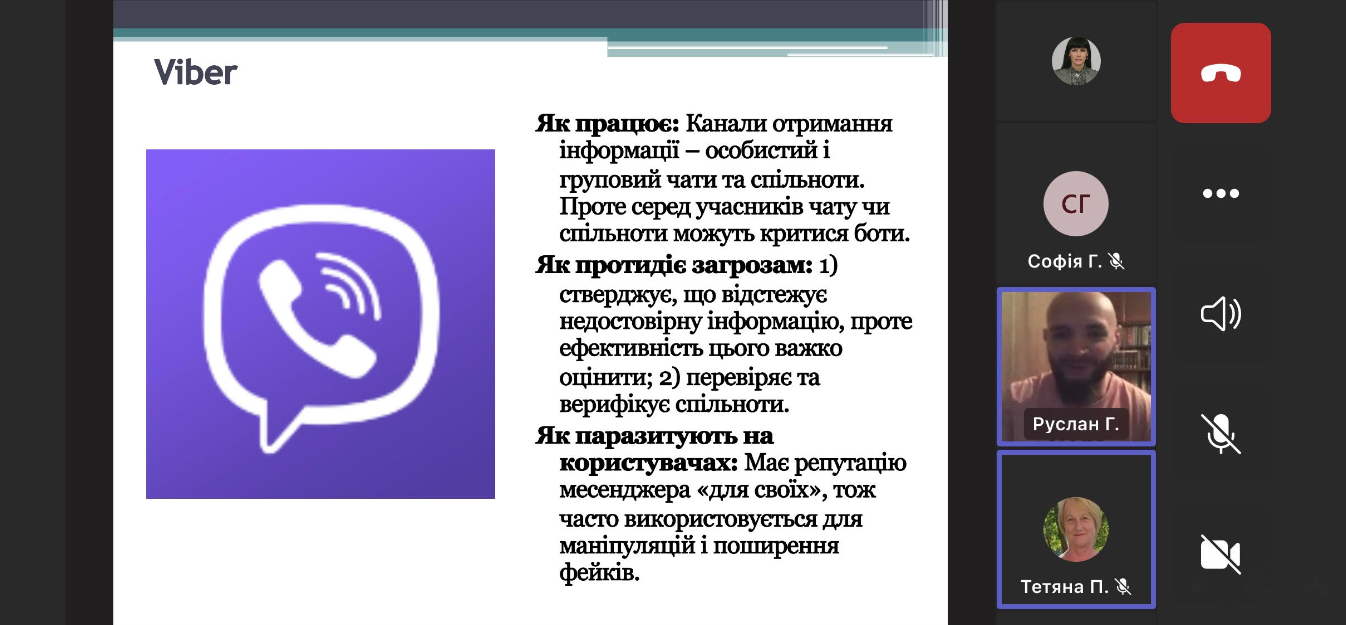 Viber
Як працює: Канали отримання
інформації – особистий і
груповий чати та спільноти.
Проте серед учасників чату чи
спільноти можуть критися боти.
Як протидіє загрозам: 1)
стверджує, що відстежує
недостовірну інформацію, проте
ефективність цього важко
оцінити; 2) перевіряє та
верифікує спільноти.
Як паразитують на
користувачах: Має репутацію
месенджера «для своїх», тож
часто використовується для
маніпуляцій і поширення
фейків.
СГ
Софія Г.
Руслан Г.
Тетяна П.